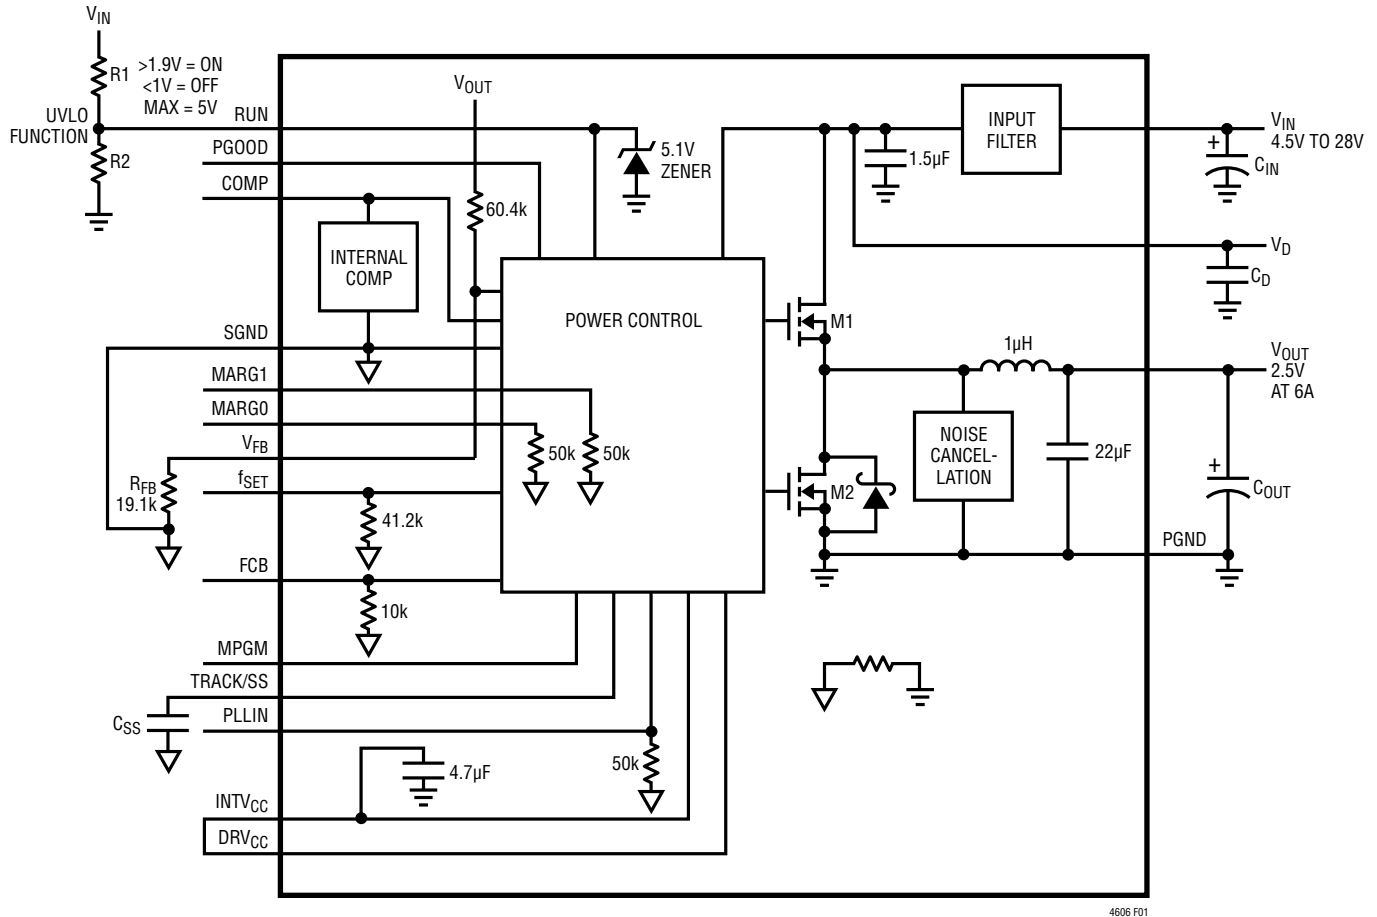 VIN
R1
>1.9V = ON
<1V = OFF
MAX = 5V
UVLO
FUNCTION
R2
RUN
PGOOD
COMP
VOUT
60.4k
5.1V
ZENER
INTERNAL
COMP
POWER CONTROL
1.5µF
INPUT
FILTER
VIN
4.5V TO 28V
CIN
VD
CD
M1
1µH
VOUT
2.5V
AT 6A
SGND
MARG1
MARG0
VFB
50k
50k
RFB
19.1k
fSET
41.2k
FCB
10k
M2
NOISE
CANCEL-
LATION
22µF
COUT
PGND
MPGM
TRACK/SS
CSS
PLLIN
50k
4.7µF
INTVCC
DRVCC
4606 F01